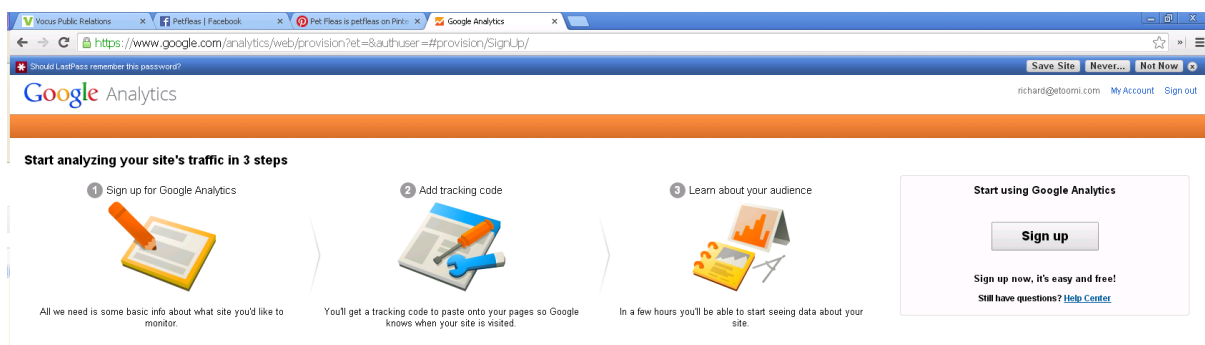 Vocus Public Relations
Petfleas | Facebook
Pet Fleas is petfleas on Pinte
Google Analytics
https://www.google.com/analytics/web/provision?et=&authuser=#provision/SignUp/
Should LastPass remember this password?
Save Site
Never...
Not Now
Google Analytics
richard@etoomi.com My Account Sign out
Start analyzing your site's traffic in 3 steps
1 Sign up for Google Analytics
All we need is some basic info about what site you'd like to
monitor.
2 Add tracking code
You'll get a tracking code to paste onto your pages so Google
knows when your site is visited.
3 Learn about your audience
In a few hours you'll be able to start seeing data about your
site.
Start using Google Analytics
Sign up
Sign up now, it's easy and free!
Still have questions? Help Center